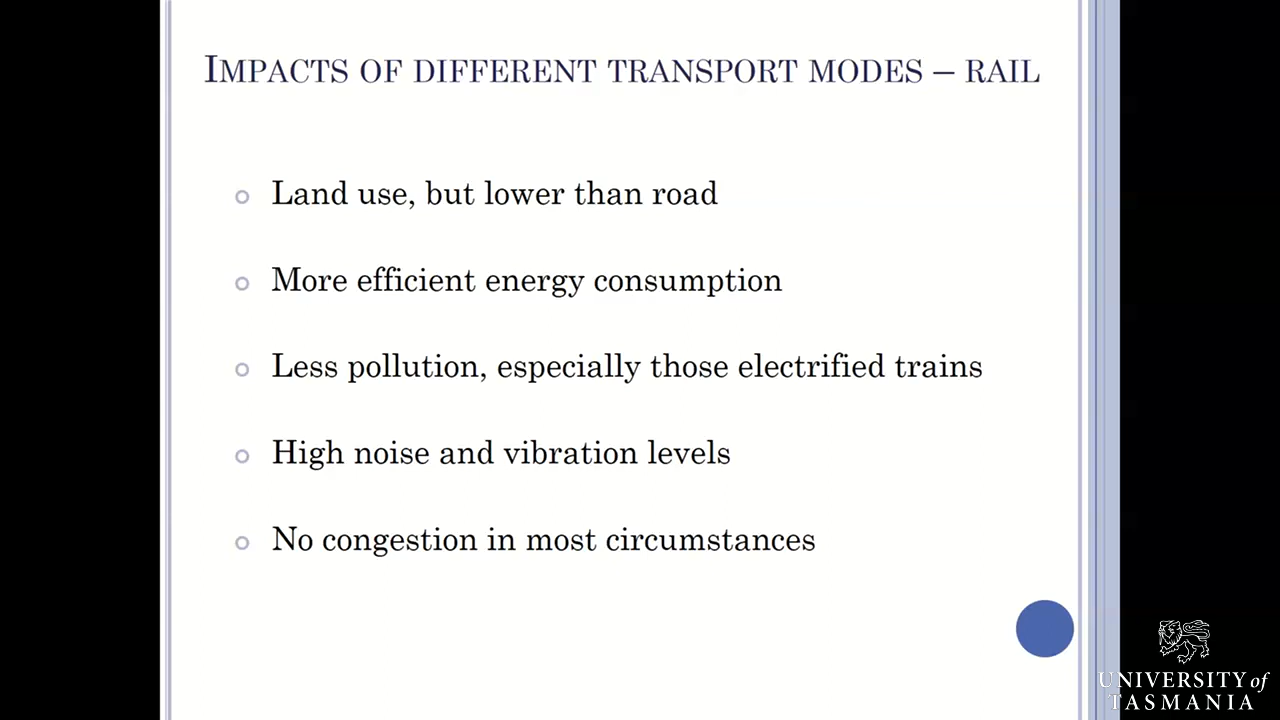 IMPACTS OF DIFFERENT TRANSPORT MODES – RAIL
Land use, but lower than road
More efficient energy consumption
Less pollution, especially those electrified trains
High noise and vibration levels
No congestion in most circumstances
UNIVERSITY of
TASMANIA